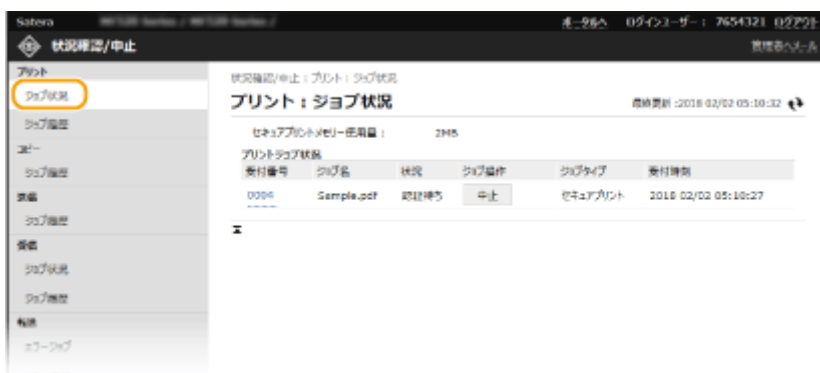 Satera
ポータルへ ログインユーザー： 7654321 ログアウト
状況確認/中止
管理者へメール
プリント
ジョブ状況
ジョブ履歴
コピー
ジョブ履歴
送信
ジョブ履歴
受信
ジョブ状況
ジョブ履歴
転送
エラージョブ
状況確認/中止：プリント：ジョブ状況
プリント：ジョブ状況
最終更新 :2018 02/02 05:10:32
セキュアプリントメモリー使用量： 2MB
プリントジョブ状況
受付番号 ジョブ名 状況 ジョブ操作 ジョブタイプ 受付時刻
0004 Sample.pdf 認証待ち 中止 セキュアプリント 2018 02/02 05:10:27